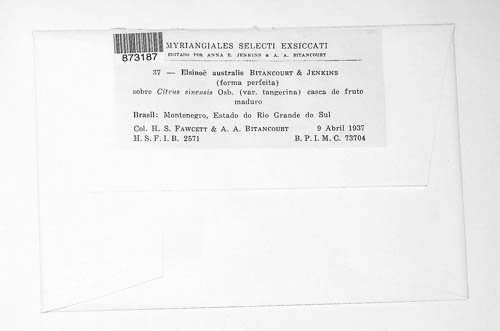 MYRIANGIALES SELECTI EXSICCATI
EDITADO POR ANNA E. JENKINS & A. A. BITANCOURT
873187
37 — Elsinoë australis BITANCOURT & JENKINS
(forma perfeita)
sobre Citrus sinensis Osb. (var. tangerina) casca de fruto
maduro
Brasil: Montenegro, Estado do Rio Grande do Sul
Col. H. S. FAWCETT & A. A. BITANCOURT 9 Abril 1937
H. S. F. I. B. 2571 B. P. I. M. C. 73704